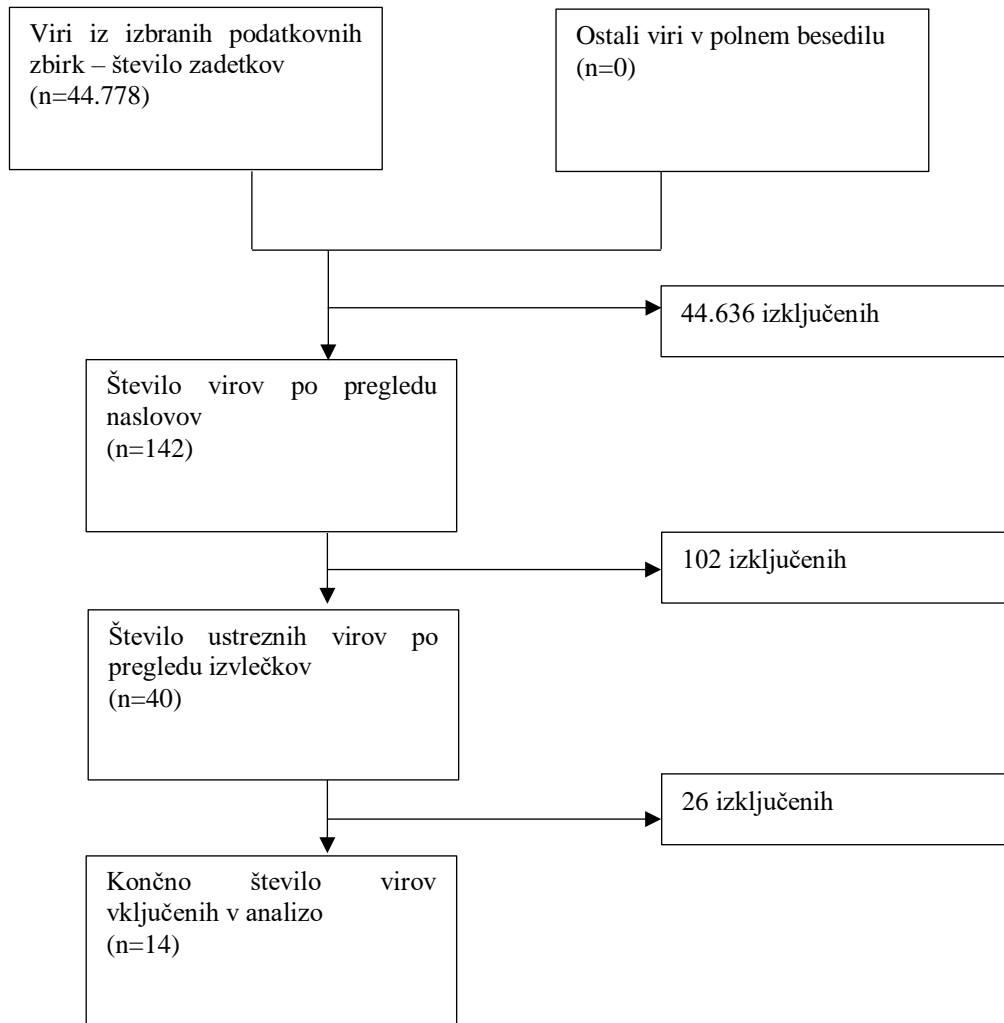 Viri iz izbranih podatkovnih
zbirk – število zadetkov
(n=44.778)
Ostali viri v polnem besedilu
(n=0)
44.636 izključenih
Število virov po pregledu
naslovov
(n=142)
102 izključenih
Število ustreznih virov po
pregledu izvlečkov
(n=40)
26 izključenih
Končno število virov
vključenih v analizo
(n=14)